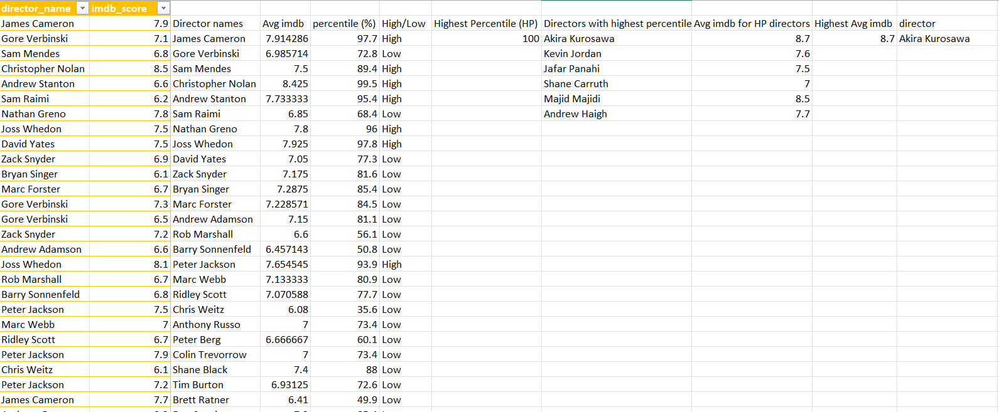 director_name imdb_score
James Cameron 7.9 Director names Avg imdb percentile (%) High/Low Highest Percentile (HP) Directors with highest percentile Avg imdb for HP directors Highest Avg imdb director
Gore Verbinski 7.1 James Cameron 7.914286 97.7 High 100 Akira Kurosawa 8.7 8.7 Akira Kurosawa
Sam Mendes 6.8 Gore Verbinski 6.985714 72.8 Low Kevin Jordan 7.6
Christopher Nolan 8.5 Sam Mendes 7.5 89.4 High Jafar Panahi 7.5
Andrew Stanton 6.6 Christopher Nolan 8.425 99.5 High Shane Carruth 7
Sam Raimi 6.2 Andrew Stanton 7.733333 95.4 High Majid Majidi 8.5
Nathan Greno 7.8 Sam Raimi 6.85 68.4 Low Andrew Haigh 7.7
Joss Whedon 7.5 Nathan Greno 7.8 96 High
David Yates 7.5 Joss Whedon 7.925 97.8 High
Zack Snyder 6.9 David Yates 7.05 77.3 Low
Bryan Singer 6.1 Zack Snyder 7.175 81.6 Low
Marc Forster 6.7 Bryan Singer 7.2875 85.4 Low
Gore Verbinski 7.3 Marc Forster 7.228571 84.5 Low
Gore Verbinski 6.5 Andrew Adamson 7.15 81.1 Low
Zack Snyder 7.2 Rob Marshall 6.6 56.1 Low
Andrew Adamson 6.6 Barry Sonnenfeld 6.457143 50.8 Low
Joss Whedon 8.1 Peter Jackson 7.654545 93.9 High
Rob Marshall 6.7 Marc Webb 7.133333 80.9 Low
Barry Sonnenfeld 6.8 Ridley Scott 7.070588 77.7 Low
Peter Jackson 7.5 Chris Weitz 6.08 35.6 Low
Marc Webb 7 Anthony Russo 7 73.4 Low
Ridley Scott 6.7 Peter Berg 6.666667 60.1 Low
Peter Jackson 7.9 Colin Trevorrow 7 73.4 Low
Chris Weitz 6.1 Shane Black 7.4 88 Low
Peter Jackson 7.2 Tim Burton 6.93125 72.6 Low
James Cameron 7.7 Brett Ratner 6.41 49.9 Low